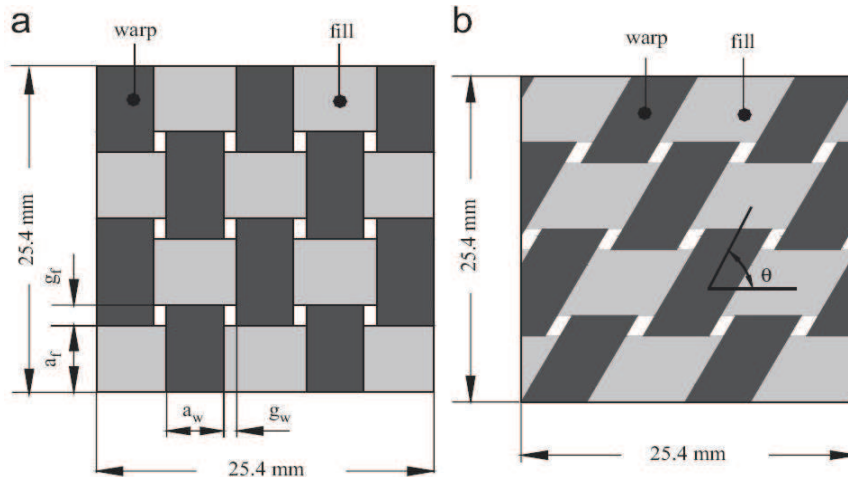 a
warp
fill
25.4 mm
g_f
a_f
a_w
g_w
25.4 mm
b
warp
fill
25.4 mm
θ
25.4 mm